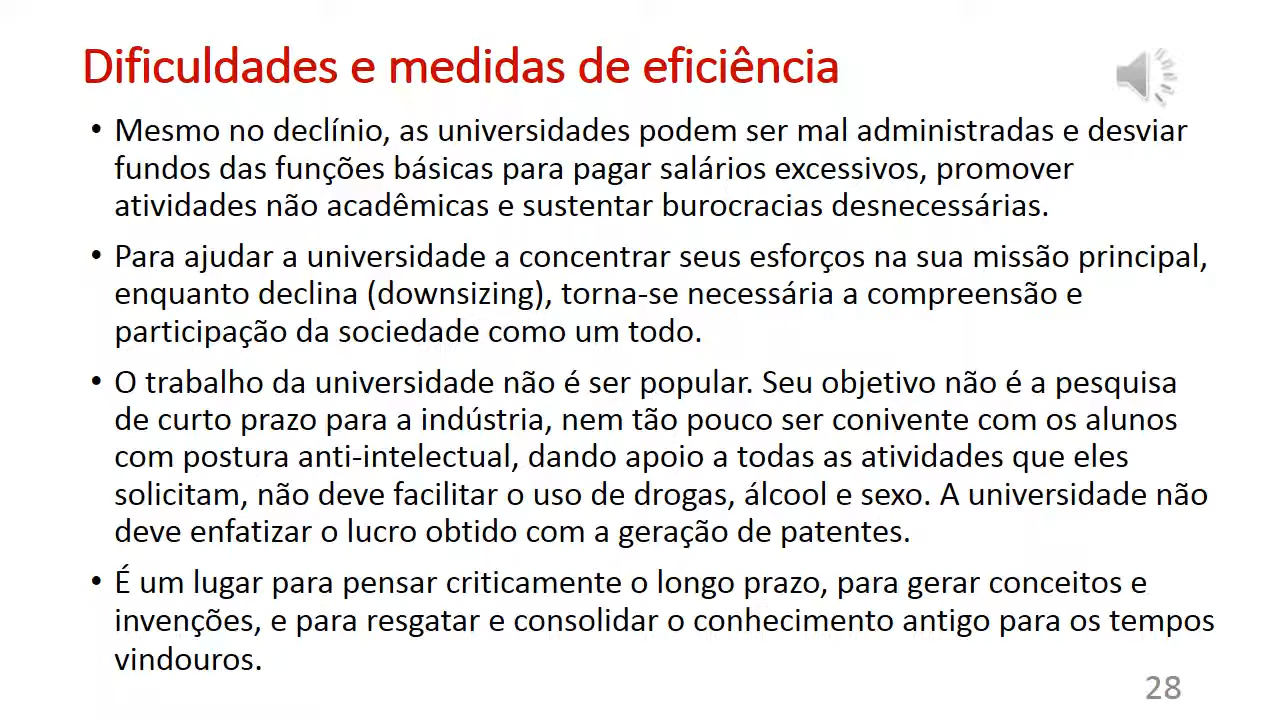 Dificuldades e medidas de eficiência
• Mesmo no declínio, as universidades podem ser mal administradas e desviar
fundos das funções básicas para pagar salários excessivos, promover
atividades não acadêmicas e sustentar burocracias desnecessárias.
• Para ajudar a universidade a concentrar seus esforços na sua missão principal,
enquanto declina (downsizing), torna-se necessária a compreensão e
participação da sociedade como um todo.
• O trabalho da universidade não é ser popular. Seu objetivo não é a pesquisa
de curto prazo para a indústria, nem tão pouco ser conivente com os alunos
com postura anti-intelectual, dando apoio a todas as atividades que eles
solicitam, não deve facilitar o uso de drogas, álcool e sexo. A universidade não
deve enfatizar o lucro obtido com a geração de patentes.
• É um lugar para pensar criticamente o longo prazo, para gerar conceitos e
invenções, e para resgatar e consolidar o conhecimento antigo para os tempos
vindouros.
28